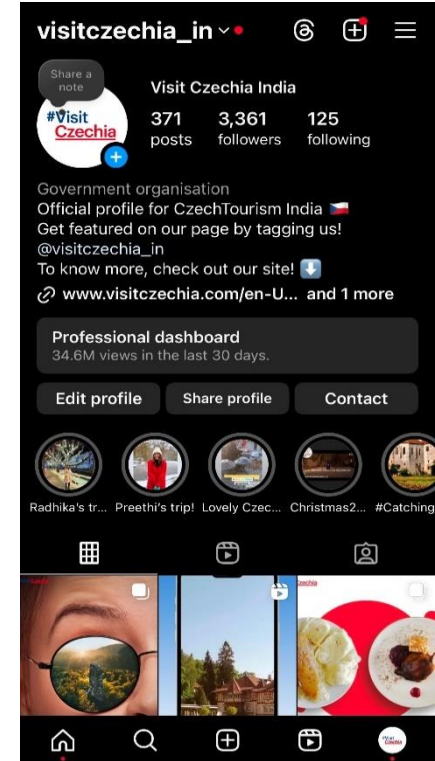 visitczechia_in
Share a
note
#Visit
Czechia
Visit Czechia India
371 3,361 125
posts followers following
Government organisation
Official profile for CzechTourism India 🇨🇿
Get featured on our page by tagging us!
@visitczechia_in
To know more, check out our site! ⬇️
www.visitczechia.com/en-U... and 1 more
Professional dashboard
34.6M views in the last 30 days.
Edit profile Share profile Contact
Radhika's tr... Preethi's trip! Lovely Czec... Christmas2... #Catching
Czechia
#Visit
Czechia